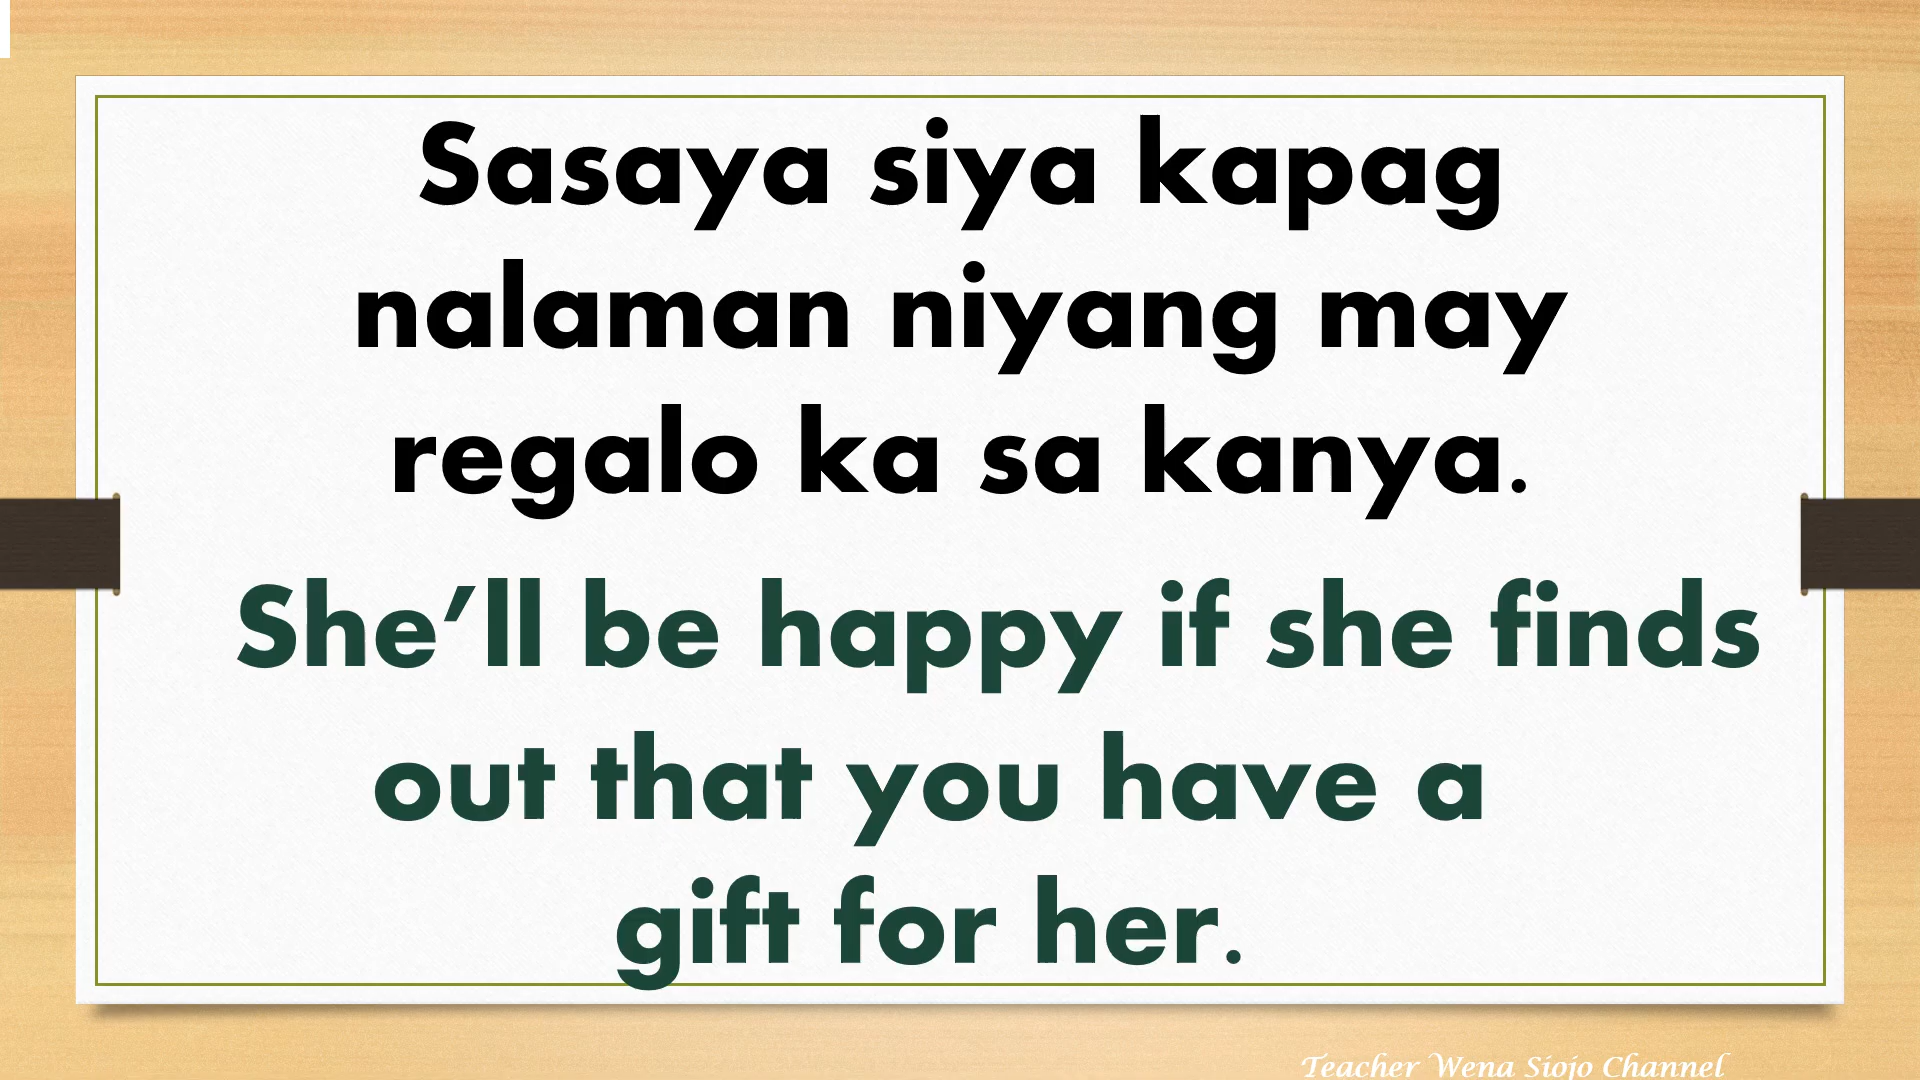 Sasaya siya kapag
nalaman niyang may
regalo ka sa kanya.
She’ll be happy if she finds
out that you have a
gift for her.
Teacher Wena Siojo Channel